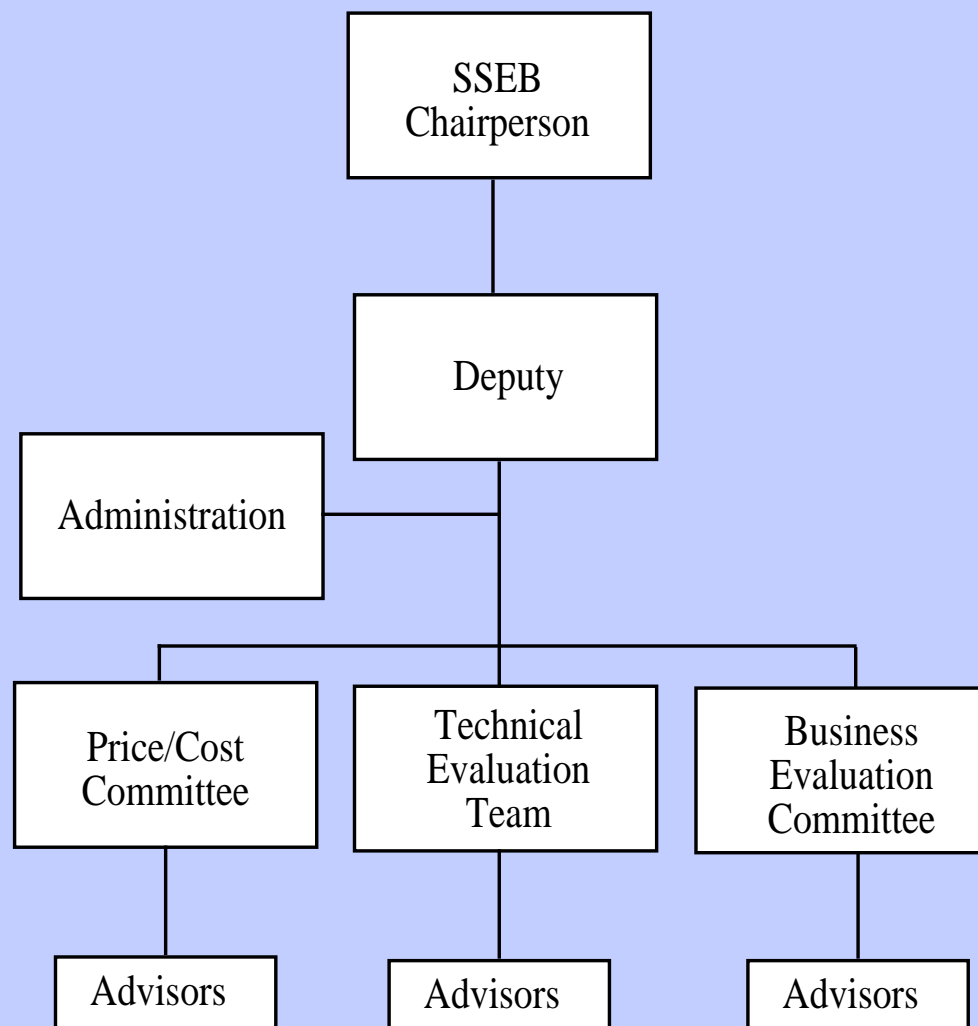 SSEB
Chairperson
Deputy
Administration
Price/Cost
Committee
Technical
Evaluation
Team
Business
Evaluation
Committee
Advisors
Advisors
Advisors